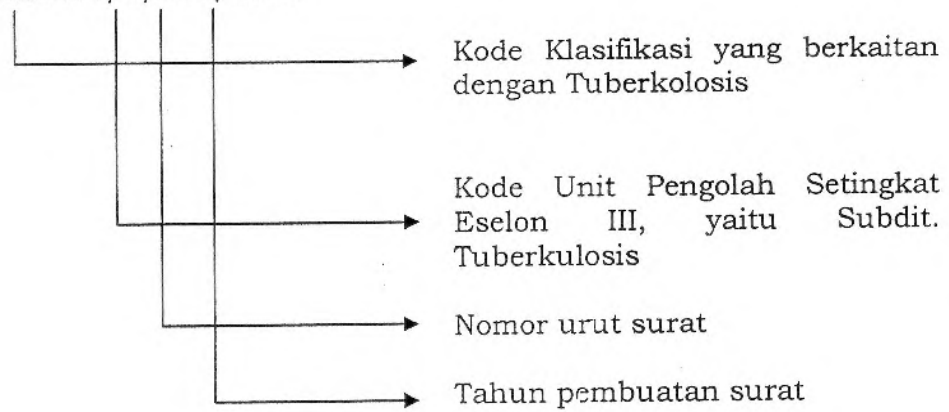 Kode Klasifikasi yang berkaitan
dengan Tuberkolosis
Kode Unit Pengolah Setingkat
Eselon III, yaitu Subdit.
Tuberkulosis
Nomor urut surat
Tahun pembuatan surat